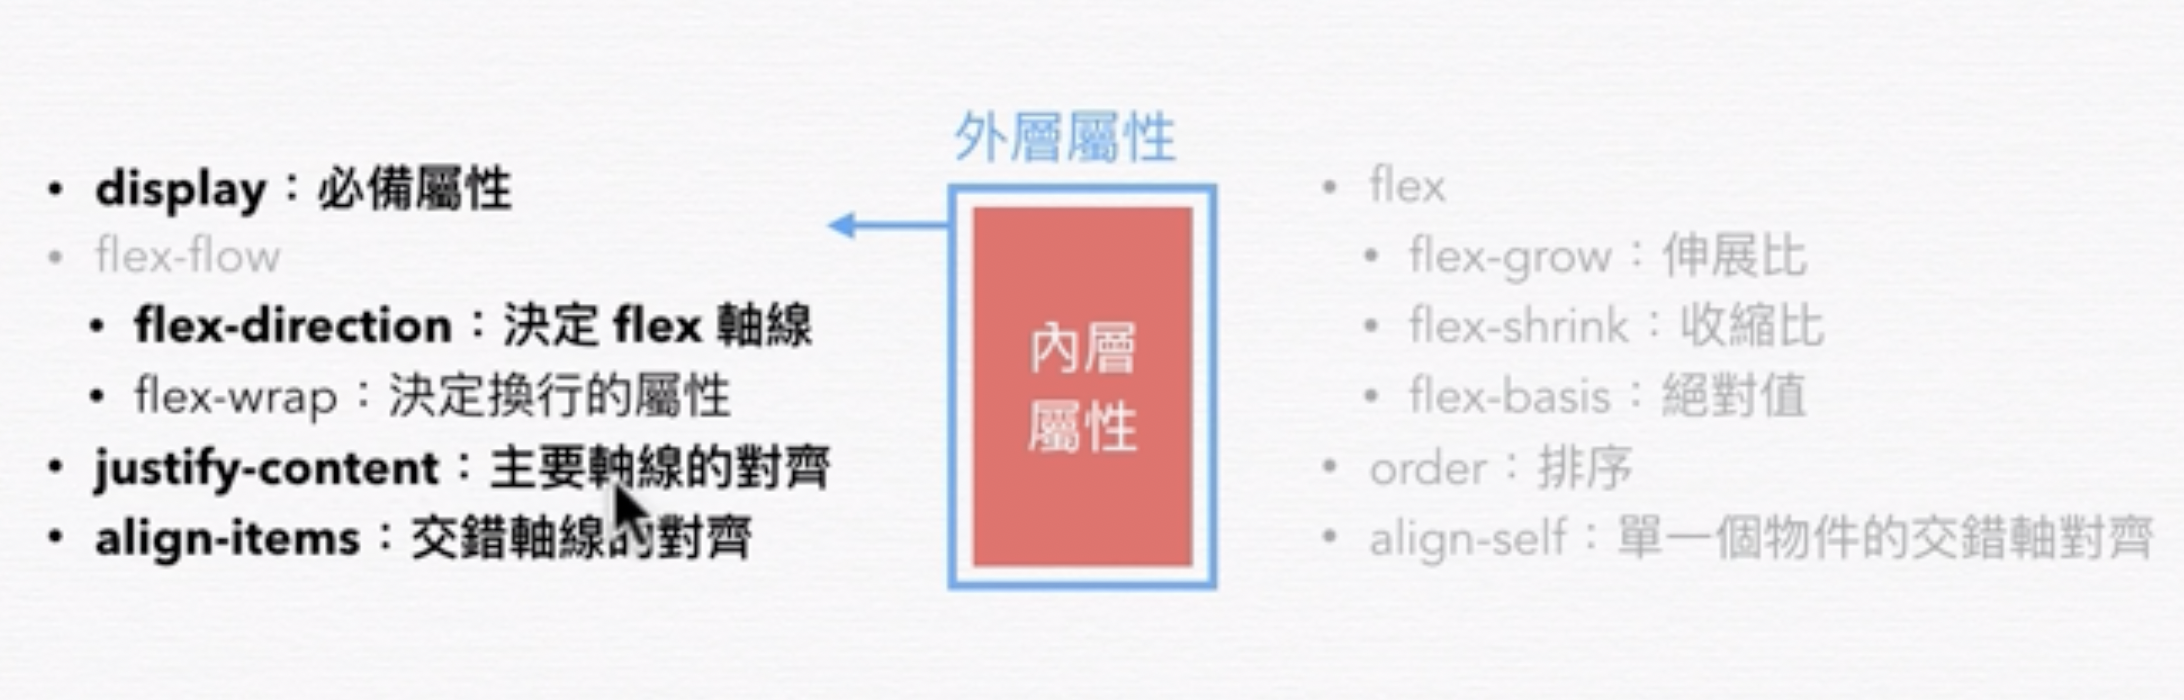 • display：必備屬性
• flex-flow
• flex-direction：決定 flex 軸線
• flex-wrap：決定換行的屬性
• justify-content：主要軸線的對齊
• align-items：交錯軸線的對齊
外層屬性
內層
屬性
• flex
• flex-grow：伸展比
• flex-shrink：收縮比
• flex-basis：絕對值
• order：排序
• align-self：單一個物件的交錯軸對齊